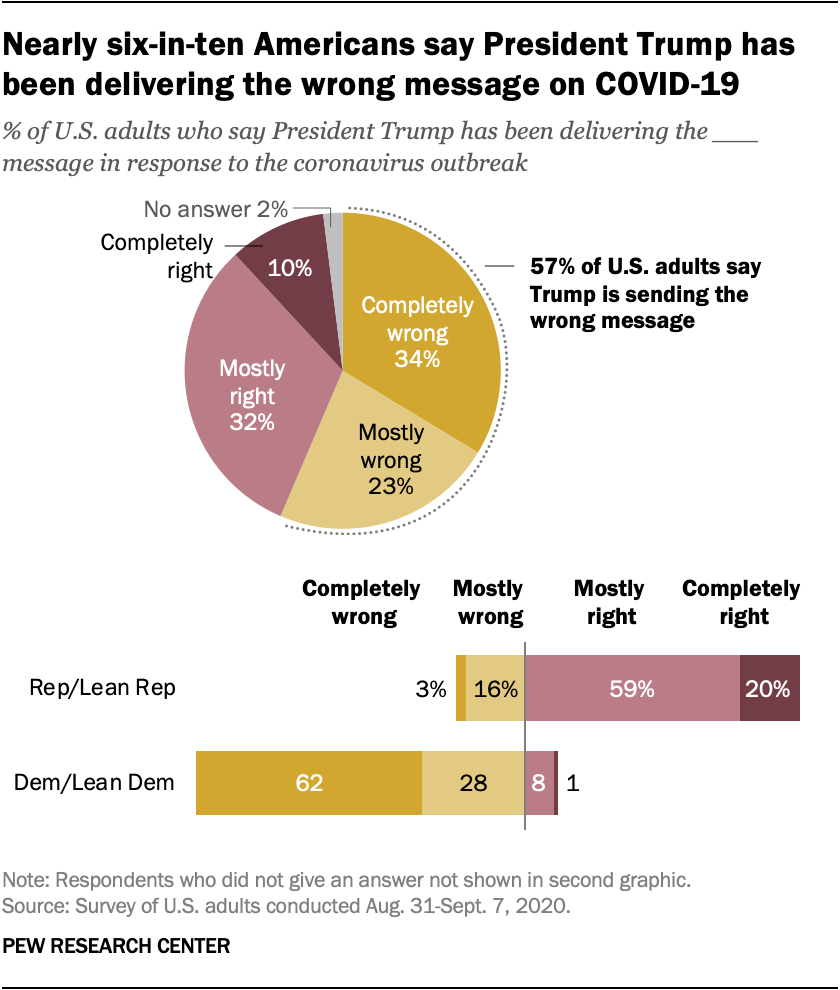 Nearly six-in-ten Americans say President Trump has
been delivering the wrong message on COVID-19
% of U.S. adults who say President Trump has been delivering the ___
message in response to the coronavirus outbreak
No answer 2%
Completely
right
10%
57% of U.S. adults say
Trump is sending the
wrong message
Completely
wrong
34%
Mostly
right
32%
Mostly
wrong
23%
Completely
wrong
Mostly
wrong
Mostly
right
Completely
right
Rep/Lean Rep 3% 16% 59% 20%
Dem/Lean Dem 62 28 8 1
Note: Respondents who did not give an answer not shown in second graphic.
Source: Survey of U.S. adults conducted Aug. 31-Sept. 7, 2020.
PEW RESEARCH CENTER